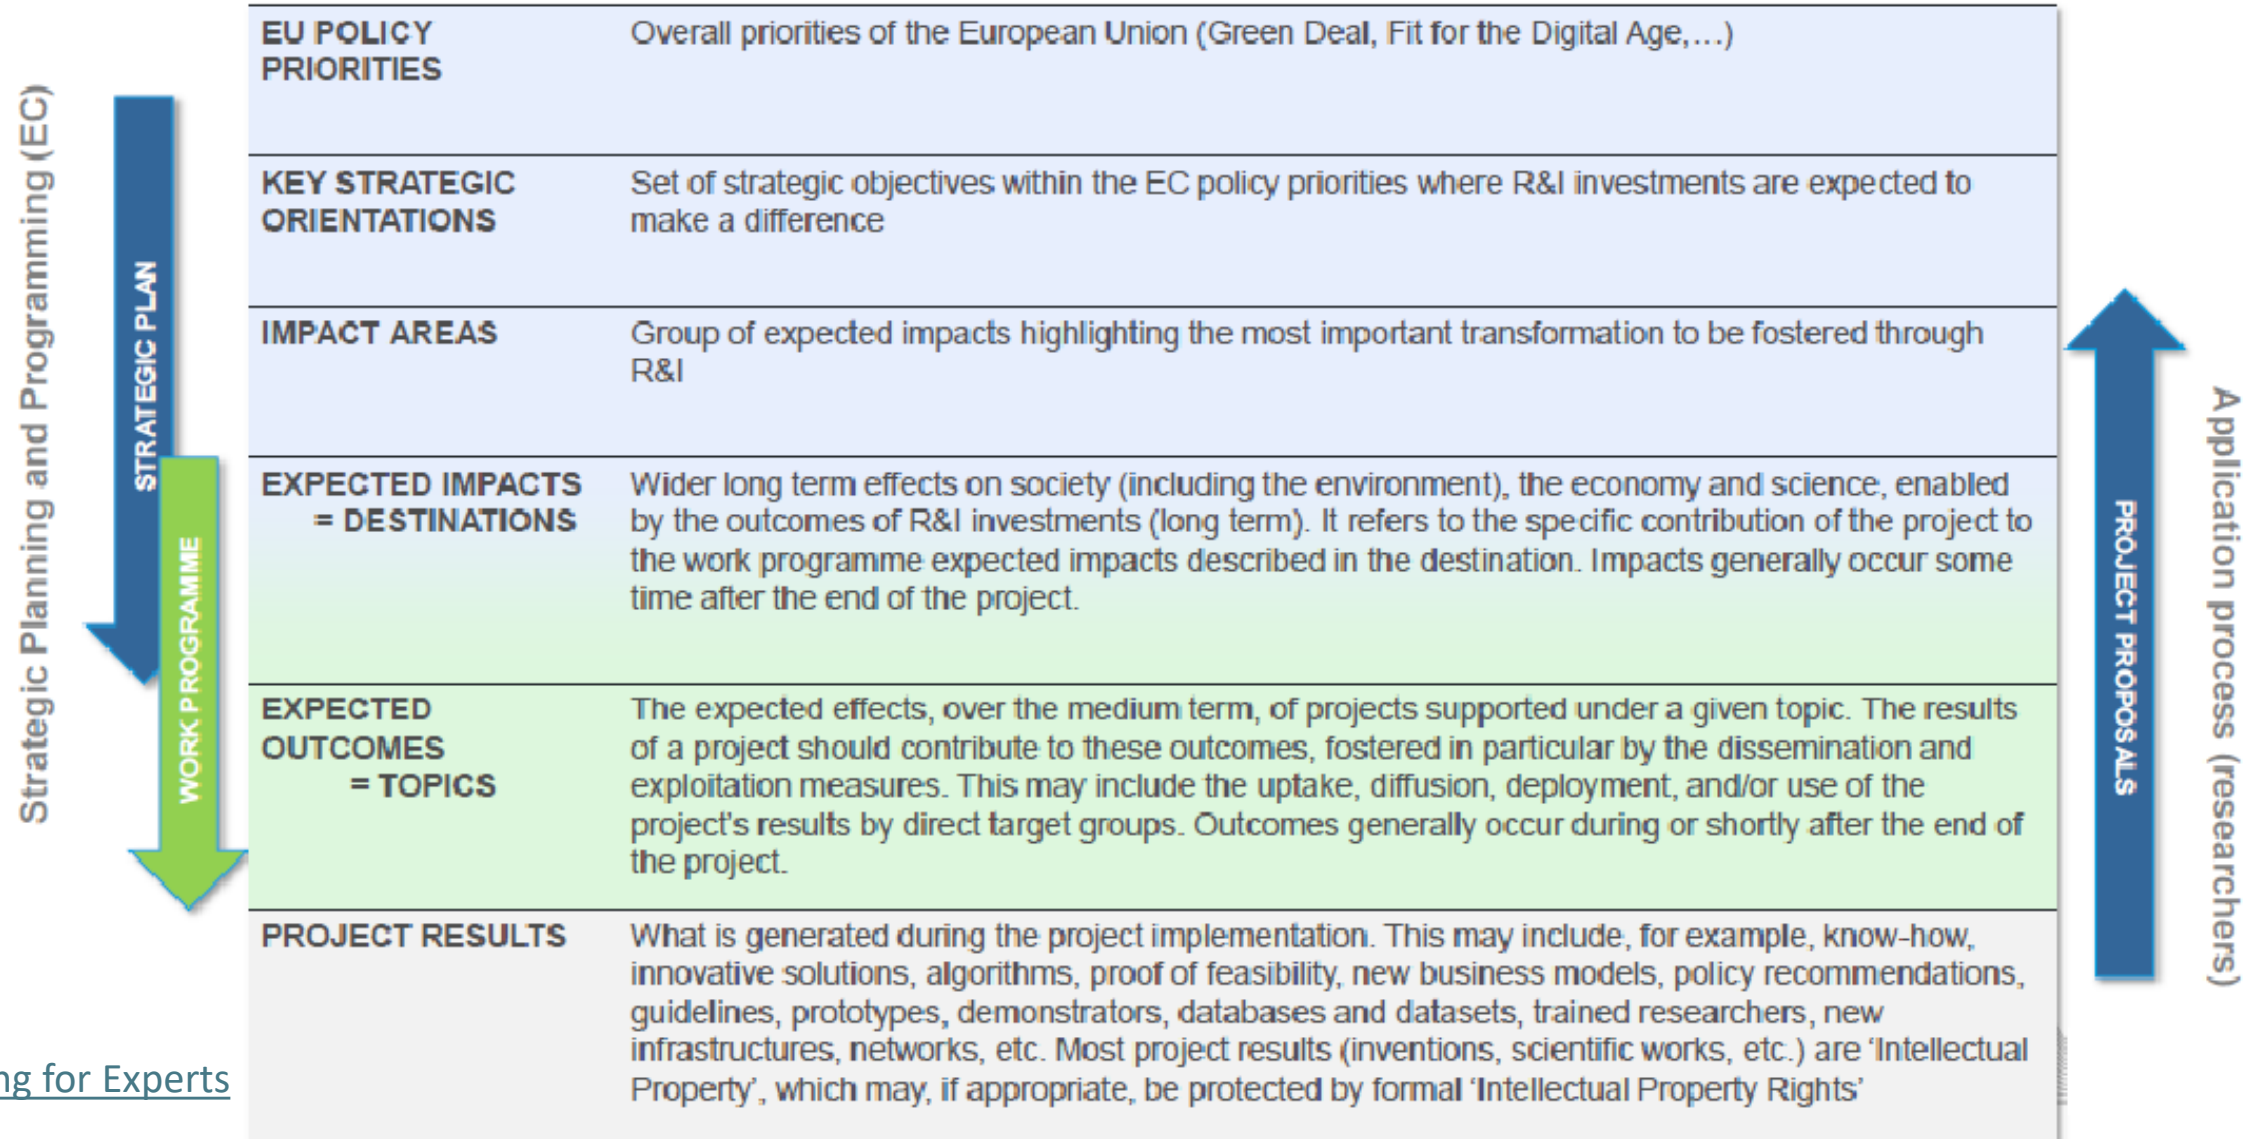 Strategic Planning and Programming (EC)
STRATEGIC PLAN
WORK PROGRAMME
EU POLICY
PRIORITIES
Overall priorities of the European Union (Green Deal, Fit for the Digital Age,…)
KEY STRATEGIC
ORIENTATIONS
Set of strategic objectives within the EC policy priorities where R&I investments are expected to
make a difference
IMPACT AREAS
Group of expected impacts highlighting the most important transformation to be fostered through
R&I
EXPECTED IMPACTS
= DESTINATIONS
Wider long term effects on society (including the environment), the economy and science, enabled
by the outcomes of R&I investments (long term). It refers to the specific contribution of the project to
the work programme expected impacts described in the destination. Impacts generally occur some
time after the end of the project.
EXPECTED
OUTCOMES
= TOPICS
The expected effects, over the medium term, of projects supported under a given topic. The results
of a project should contribute to these outcomes, fostered in particular by the dissemination and
exploitation measures. This may include the uptake, diffusion, deployment, and/or use of the
project's results by direct target groups. Outcomes generally occur during or shortly after the end of
the project.
PROJECT RESULTS
What is generated during the project implementation. This may include, for example, know-how,
innovative solutions, algorithms, proof of feasibility, new business models, policy recommendations,
guidelines, prototypes, demonstrators, databases and datasets, trained researchers, new
infrastructures, networks, etc. Most project results (inventions, scientific works, etc.) are ‘Intellectual
Property’, which may, if appropriate, be protected by formal ‘Intellectual Property Rights’
PROJECT PROPOSALS
Application process (researchers)
ng for Experts